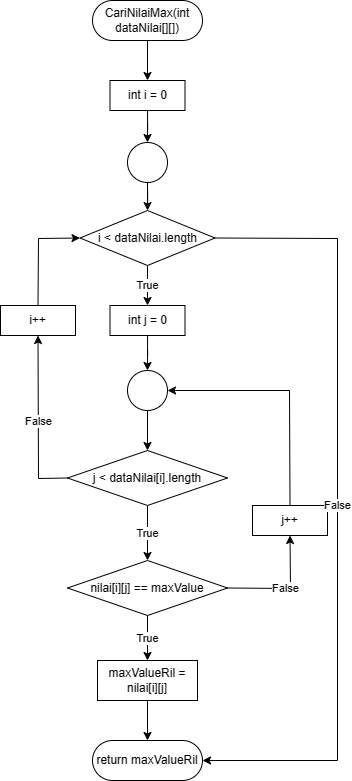 CariNilaiMax(int
dataNilai[][])
int i = 0
i < dataNilai.length
True
i++
int j = 0
False
j < dataNilai[i].length
False
j++
True
nilai[i][j] == maxValue
False
True
maxValueRil =
nilai[i][j]
return maxValueRil